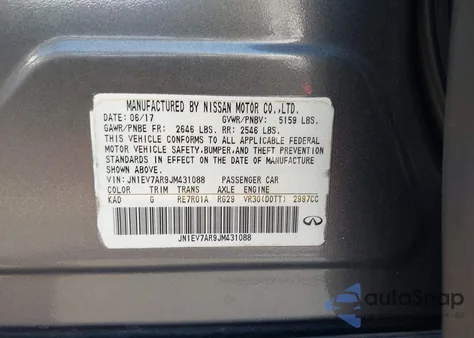 MANUFACTURED BY NISSAN MOTOR CO.,LTD.
DATE: 06/17 GVWR/PNBV: 5159 LBS.
GAWR/PNBE FR: 2646 LBS. RR: 2546 LBS.
THIS VEHICLE CONFORMS TO ALL APPLICABLE FEDERAL
MOTOR VEHICLE SAFETY, BUMPER, AND THEFT PREVENTION
STANDARDS IN EFFECT ON THE DATE OF MANUFACTURE
SHOWN ABOVE.
VIN: JN1EV7AR9JM431088 PASSENGER CAR
COLOR TRIM TRANS AXLE ENGINE
KAD G RE7R01A RG29 VR30(DDTT) 2997CC
JN1EV7AR9JM431088
autoSnap